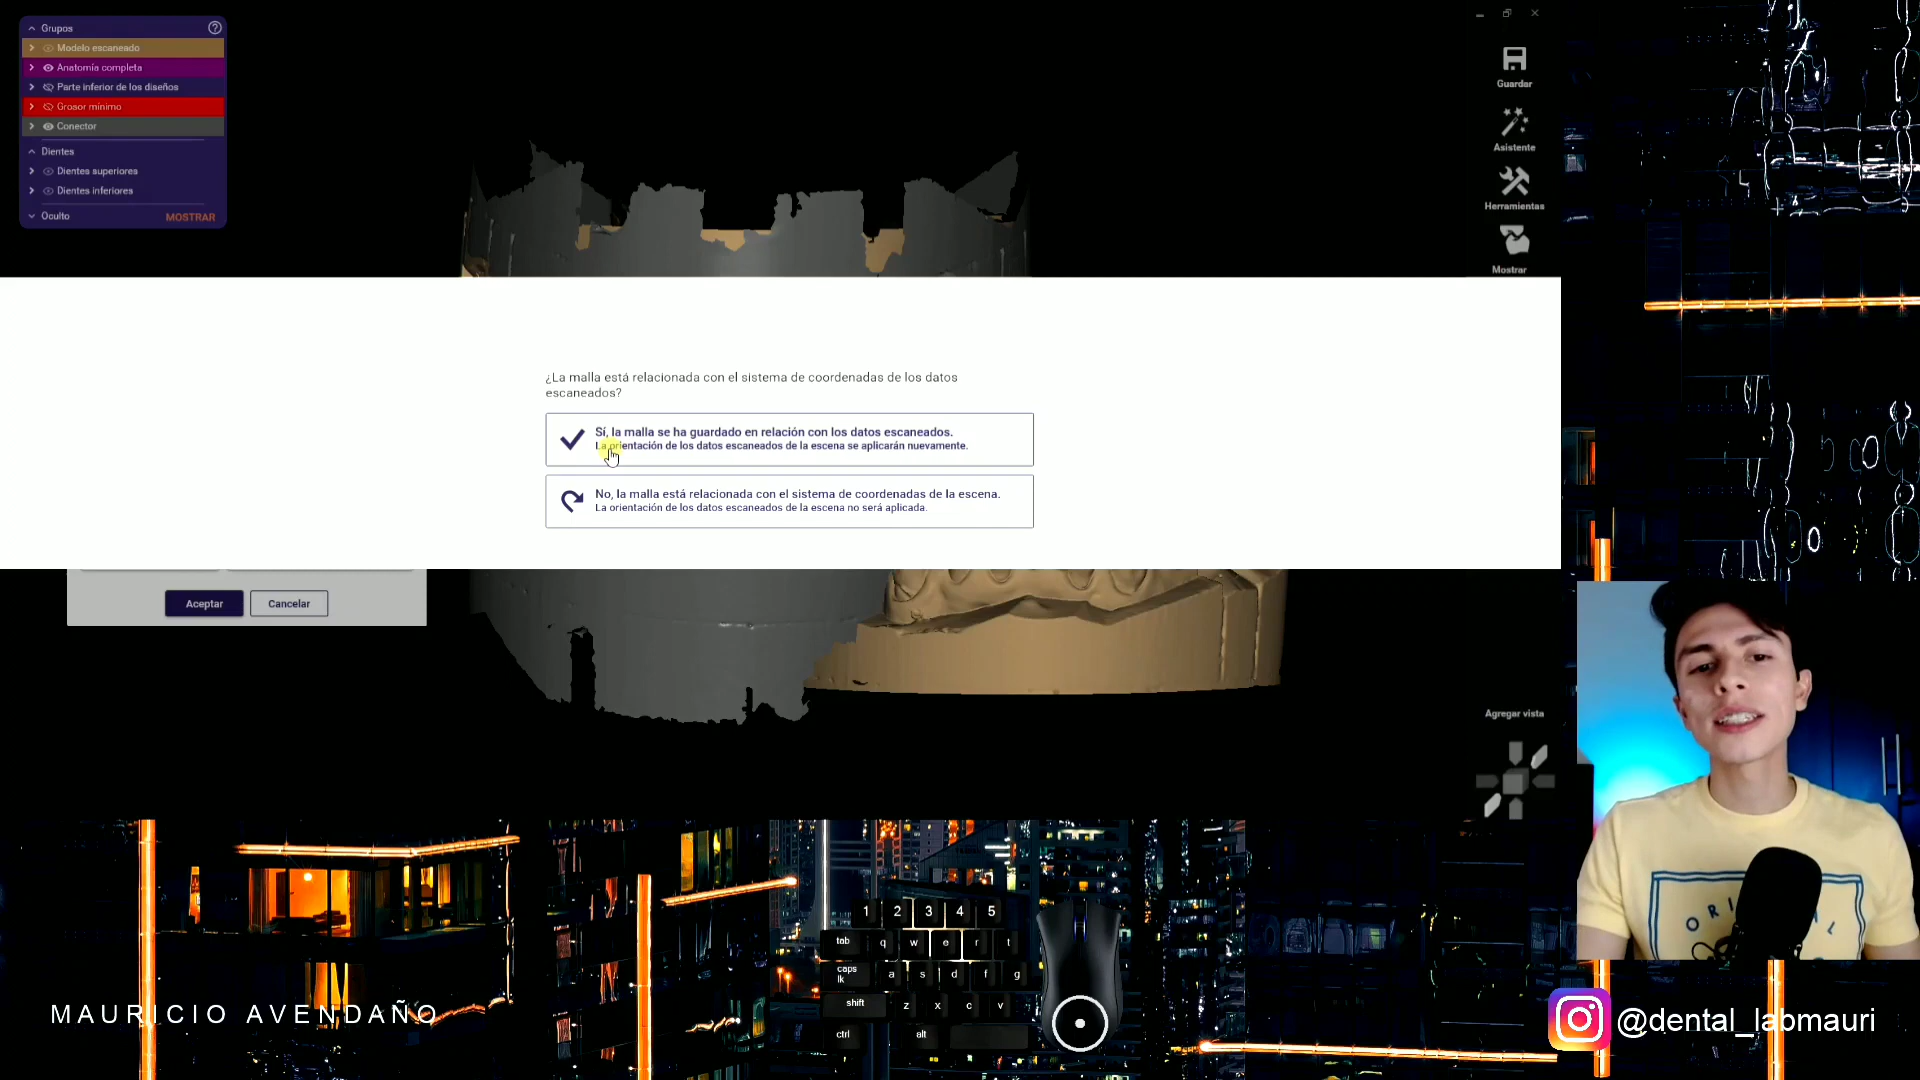 Grupos
Modelo escaneado
Anatomía completa
Parte inferior de los diseños
Grosor mínimo
Conector
Dientes
Dientes superiores
Dientes inferiores
Oculto MOSTRAR
Guardar
Asistente
Herramientas
Mostrar
¿La malla está relacionada con el sistema de coordenadas de los datos
escaneados?
Sí, la malla se ha guardado en relación con los datos escaneados.
La orientación de los datos escaneados de la escena se aplicarán nuevamente.
No, la malla está relacionada con el sistema de coordenadas de la escena.
La orientación de los datos escaneados de la escena no será aplicada.
Aceptar Cancelar
Agregar vista
1 2 3 4 5
tab q w e r t
caps
lk a s d f g
shift z x c v
ctrl alt
MAURICIO AVENDAÑO
@dental_labmauri